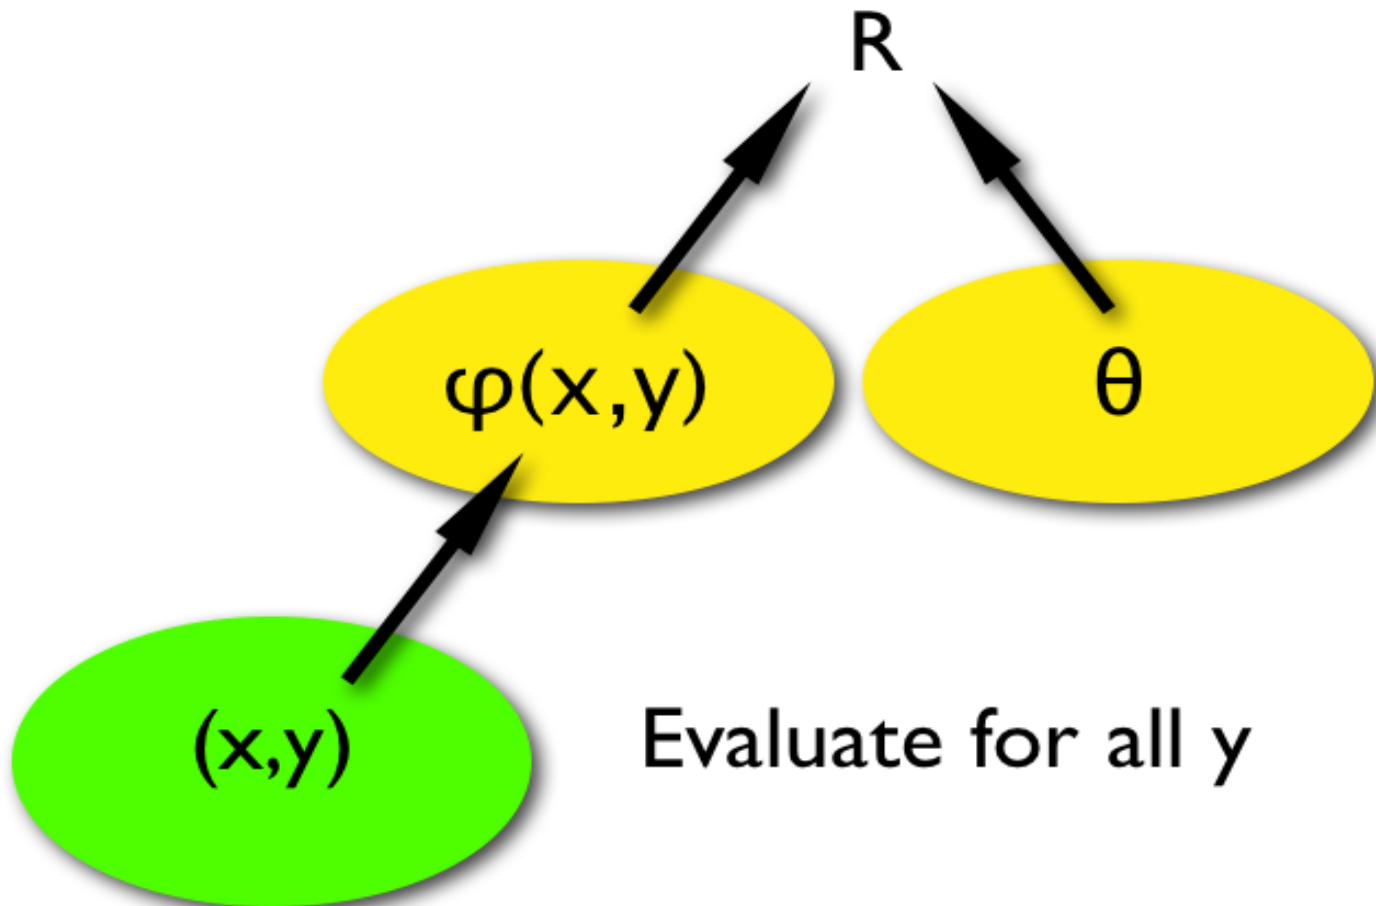 R
φ(x,y)
θ
(x,y)
Evaluate for all y